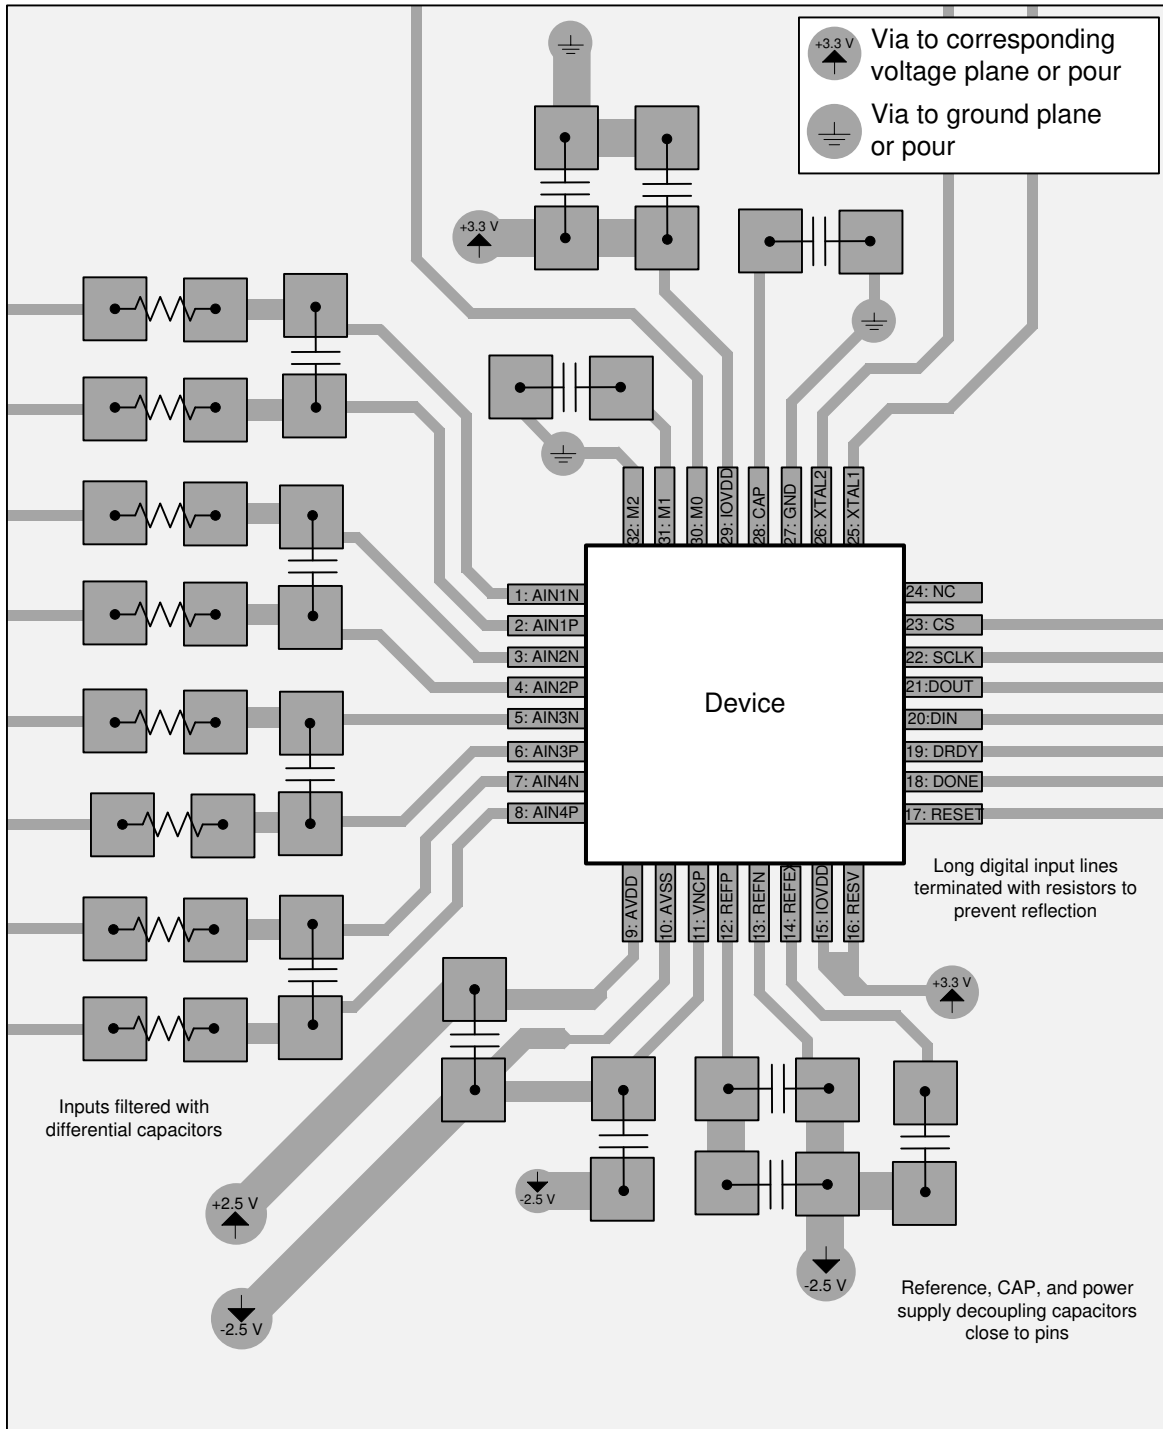 +3.3 V
Via to corresponding
voltage plane or pour
Via to ground plane
or pour
+3.3 V
32: M2
31: M1
30: M0
29: IOVDD
28: CAP
27: GND
26: XTAL2
25: XTAL1
1: AIN1N
2: AIN1P
3: AIN2N
4: AIN2P
5: AIN3N
6: AIN3P
7: AIN4N
8: AIN4P
Device
24: NC
23: CS
22: SCLK
21:DOUT
20:DIN
19: DRDY
18: DONE
17: RESET
9: AVDD
10: AVSS
11: VNCP
12: REFP
13: REFN
14: REFEX
15: IOVDD
16: RESV
Long digital input lines
terminated with resistors to
prevent reflection
+3.3 V
Inputs filtered with
differential capacitors
+2.5 V
-2.5 V
-2.5 V
-2.5 V
Reference, CAP, and power
supply decoupling capacitors
close to pins